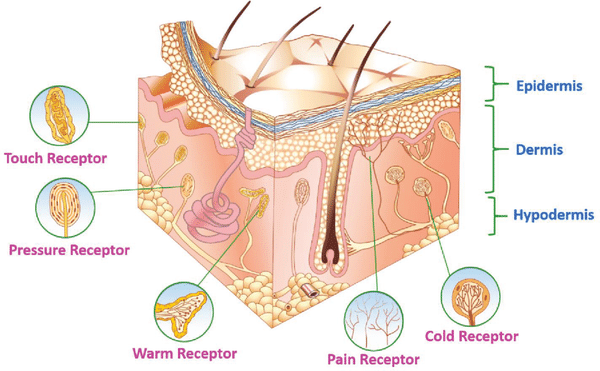 Epidermis
Touch Receptor
Dermis
Pressure Receptor
Hypodermis
Warm Receptor
Pain Receptor
Cold Receptor